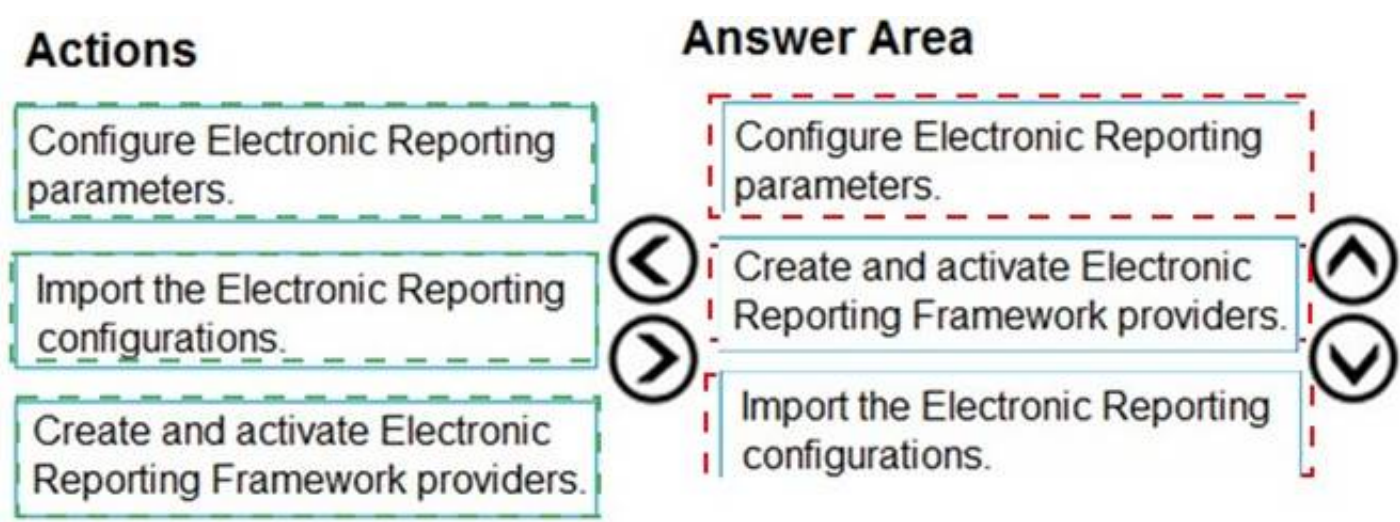 Actions
Configure Electronic Reporting
parameters.
Import the Electronic Reporting
configurations.
Create and activate Electronic
Reporting Framework providers.
Answer Area
Configure Electronic Reporting
parameters.
Create and activate Electronic
Reporting Framework providers.
Import the Electronic Reporting
configurations.